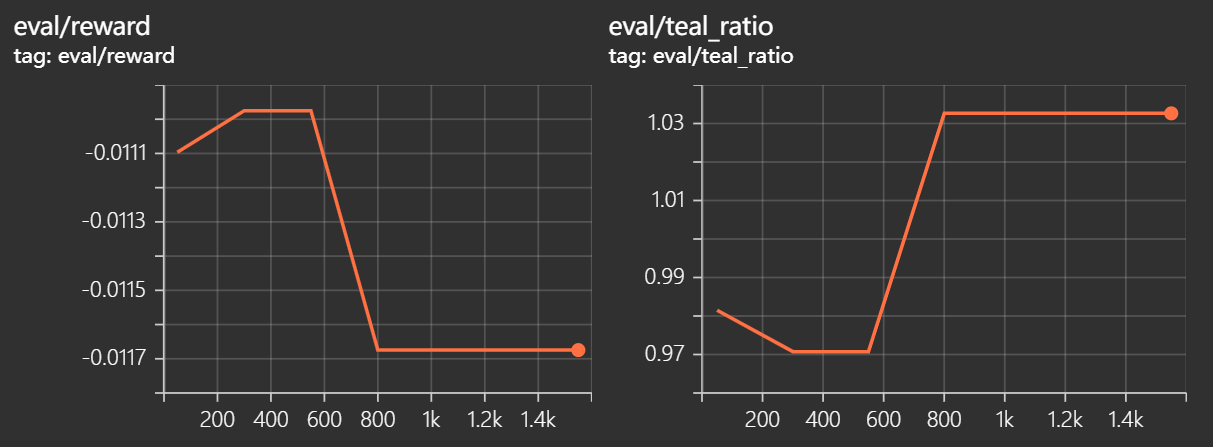 eval/reward
tag: eval/reward
-0.0111
-0.0113
-0.0115
-0.0117
200 400 600 800 1k 1.2k 1.4k
eval/teal_ratio
tag: eval/teal_ratio
1.03
1.01
0.99
0.97
200 400 600 800 1k 1.2k 1.4k